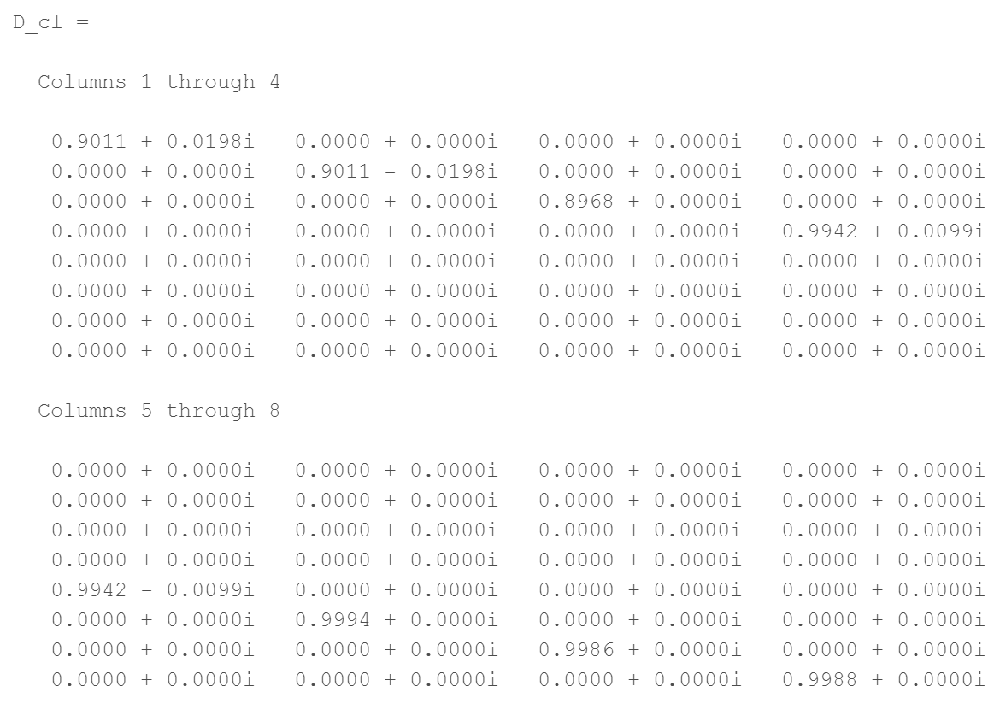 D_cl =
Columns 1 through 4
0.9011 + 0.0198i   0.0000 + 0.0000i   0.0000 + 0.0000i   0.0000 + 0.0000i
0.0000 + 0.0000i   0.9011 - 0.0198i   0.0000 + 0.0000i   0.0000 + 0.0000i
0.0000 + 0.0000i   0.0000 + 0.0000i   0.8968 + 0.0000i   0.0000 + 0.0000i
0.0000 + 0.0000i   0.0000 + 0.0000i   0.0000 + 0.0000i   0.9942 + 0.0099i
0.0000 + 0.0000i   0.0000 + 0.0000i   0.0000 + 0.0000i   0.0000 + 0.0000i
0.0000 + 0.0000i   0.0000 + 0.0000i   0.0000 + 0.0000i   0.0000 + 0.0000i
0.0000 + 0.0000i   0.0000 + 0.0000i   0.0000 + 0.0000i   0.0000 + 0.0000i
0.0000 + 0.0000i   0.0000 + 0.0000i   0.0000 + 0.0000i   0.0000 + 0.0000i
Columns 5 through 8
0.0000 + 0.0000i   0.0000 + 0.0000i   0.0000 + 0.0000i   0.0000 + 0.0000i
0.0000 + 0.0000i   0.0000 + 0.0000i   0.0000 + 0.0000i   0.0000 + 0.0000i
0.0000 + 0.0000i   0.0000 + 0.0000i   0.0000 + 0.0000i   0.0000 + 0.0000i
0.0000 + 0.0000i   0.0000 + 0.0000i   0.0000 + 0.0000i   0.0000 + 0.0000i
0.9942 - 0.0099i   0.0000 + 0.0000i   0.0000 + 0.0000i   0.0000 + 0.0000i
0.0000 + 0.0000i   0.9994 + 0.0000i   0.0000 + 0.0000i   0.0000 + 0.0000i
0.0000 + 0.0000i   0.0000 + 0.0000i   0.9986 + 0.0000i   0.0000 + 0.0000i
0.0000 + 0.0000i   0.0000 + 0.0000i   0.0000 + 0.0000i   0.9988 + 0.0000i